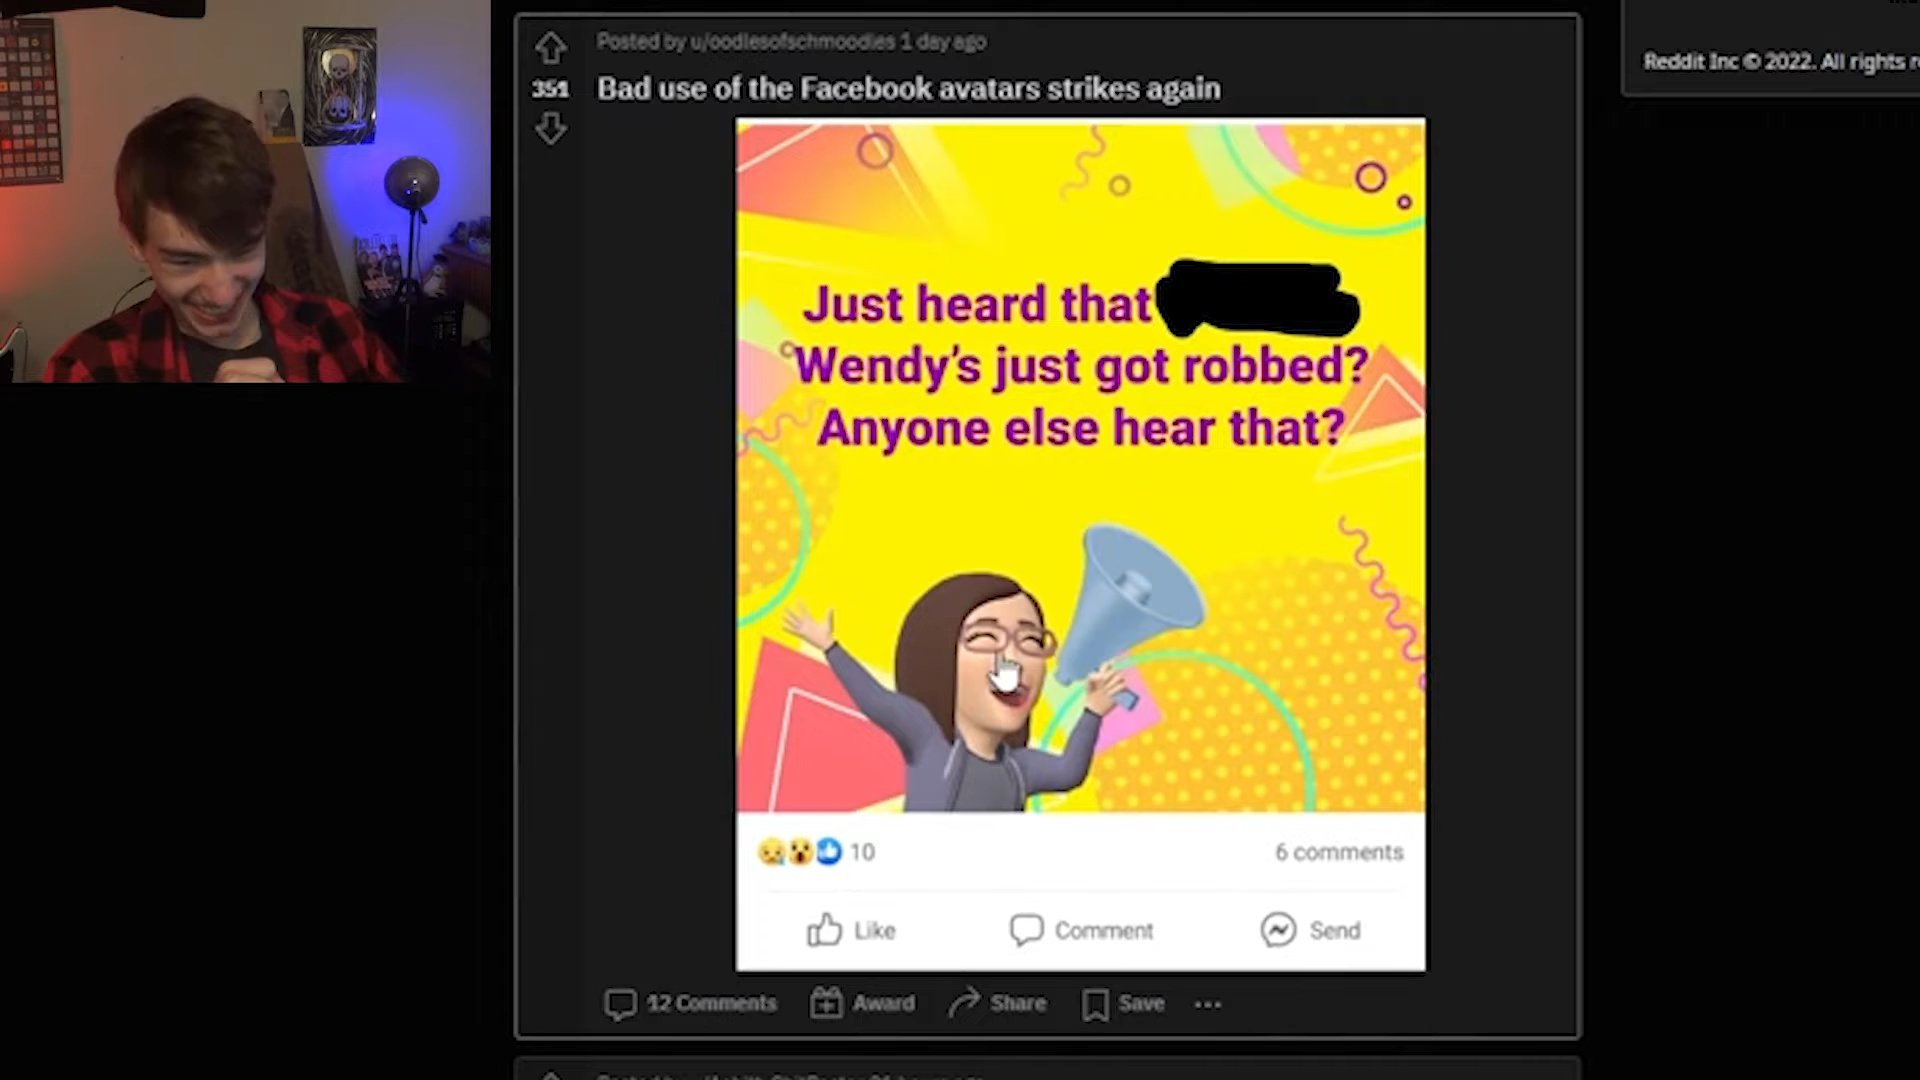 Posted by u/oodlesofschmoodles 1 day ago
351
Bad use of the Facebook avatars strikes again
Just heard that
Wendy's just got robbed?
Anyone else hear that?
10
6 comments
Like
Comment
Send
12 Comments
Award
Share
Save
Reddit Inc © 2022. All rights